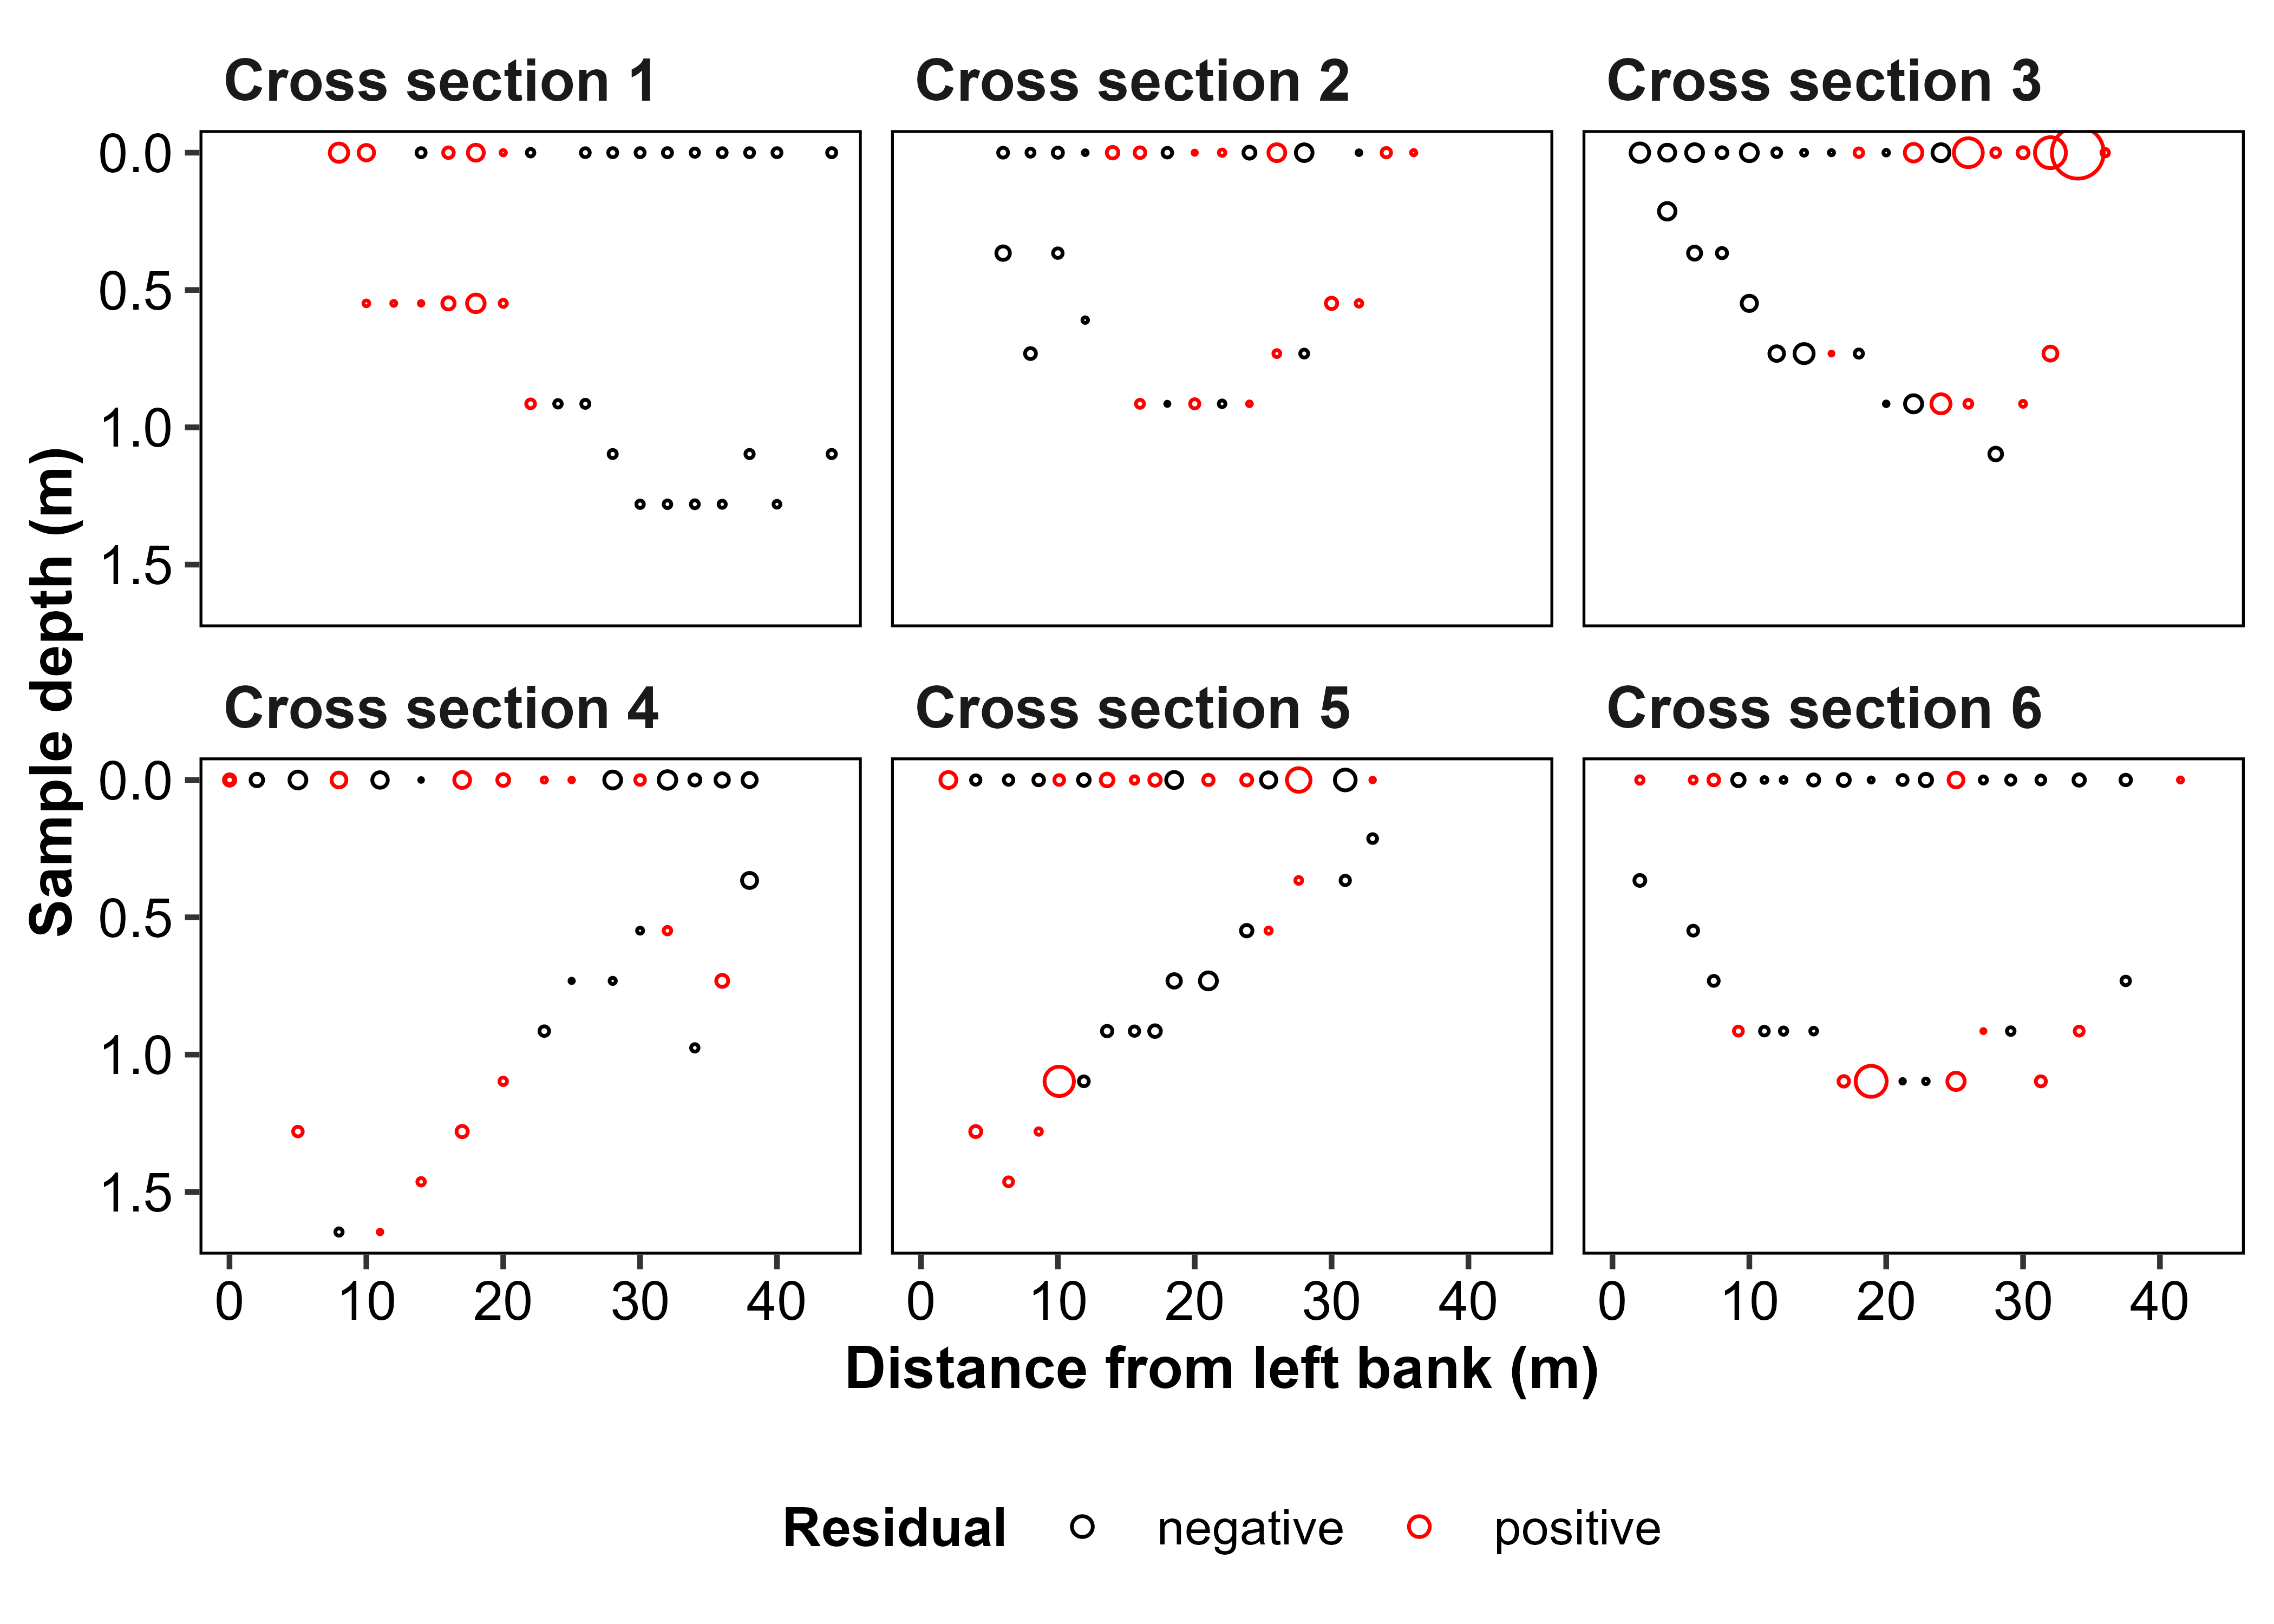 Cross section 1 Cross section 2 Cross section 3
0.0
0.5
1.0
1.5
Sample depth (m)
Cross section 4 Cross section 5 Cross section 6
0.0
0.5
1.0
1.5
0 10 20 30 40 0 10 20 30 40 0 10 20 30 40
Distance from left bank (m)
Residual negative positive